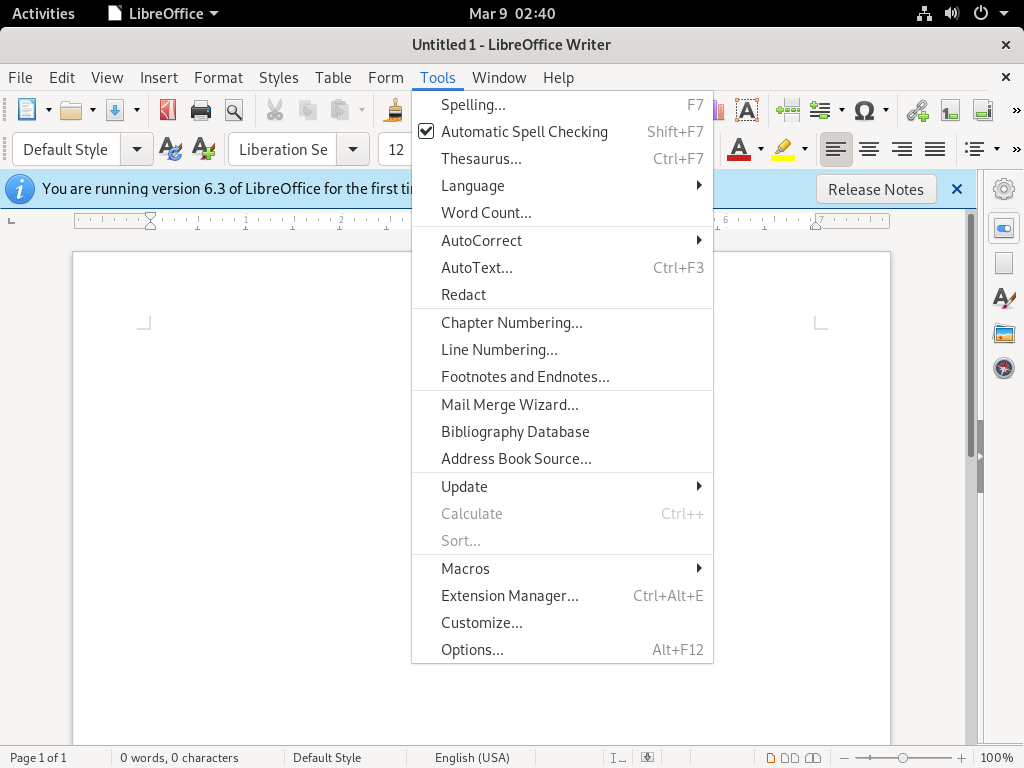 Activities LibreOffice Mar 9 02:40
Untitled 1 - LibreOffice Writer
File Edit View Insert Format Styles Table Form Tools Window Help
Default Style Liberation Se 12
You are running version 6.3 of LibreOffice for the first Release Notes
1 2 6 7
Spelling... F7
Automatic Spell Checking Shift+F7
Thesaurus... Ctrl+F7
Language
Word Count...
AutoCorrect
AutoText... Ctrl+F3
Redact
Chapter Numbering...
Line Numbering...
Footnotes and Endnotes...
Mail Merge Wizard...
Bibliography Database
Address Book Source...
Update
Calculate Ctrl++
Sort...
Macros
Extension Manager... Ctrl+Alt+E
Customize...
Options... Alt+F12
Page 1 of 1 0 words, 0 characters Default Style English (USA) 100%